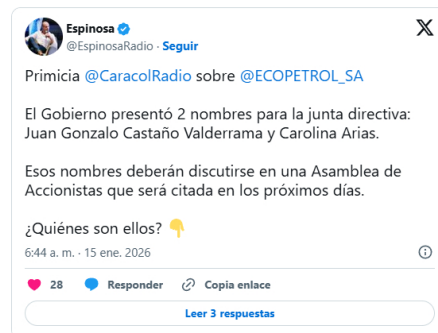 Espinosa
@EspinosaRadio · Seguir
X
Primicia @CaracolRadio sobre @ECOPETROL_SA
El Gobierno presentó 2 nombres para la junta directiva:
Juan Gonzalo Castaño Valderrama y Carolina Arias.
Esos nombres deberán discutirse en una Asamblea de
Accionistas que será citada en los próximos días.
¿Quiénes son ellos? 👇
6:44 a. m. · 15 ene. 2026
28 Responder Copia enlace
Leer 3 respuestas